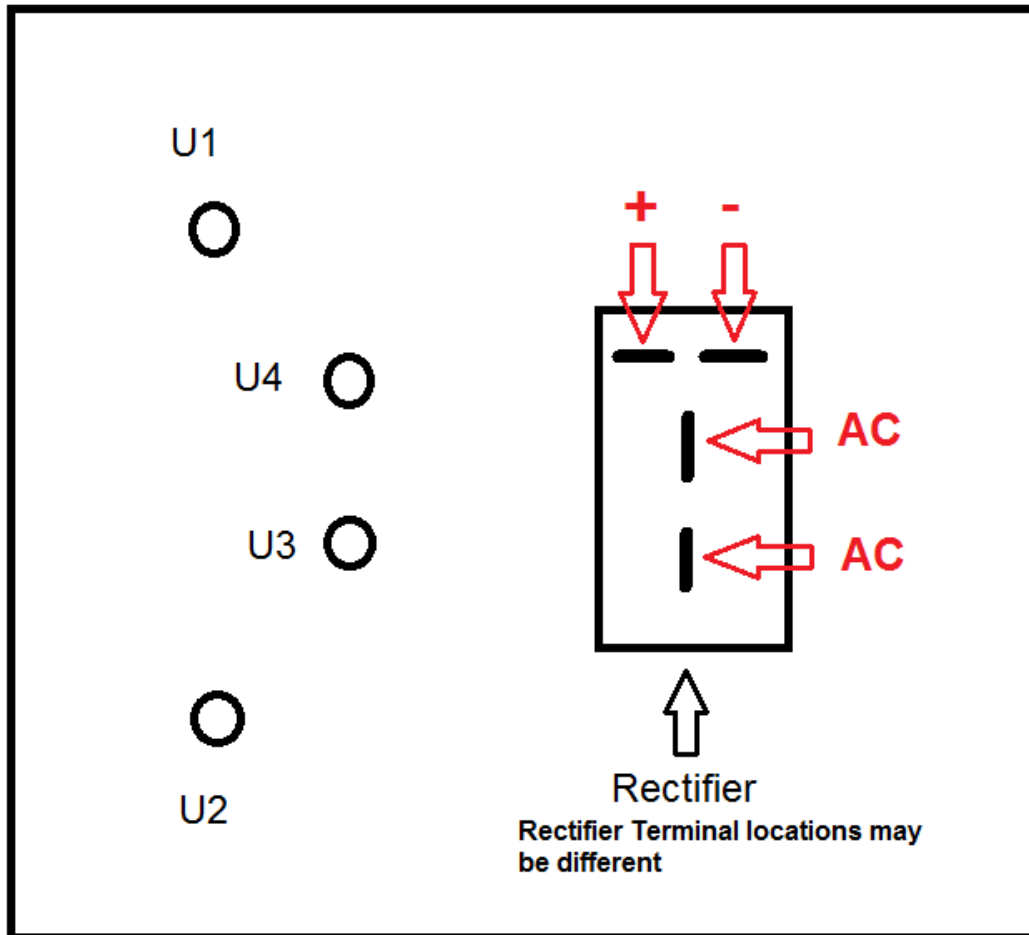 U1
+ -
U4
AC
U3
AC
U2
Rectifier
Rectifier Terminal locations may
be different